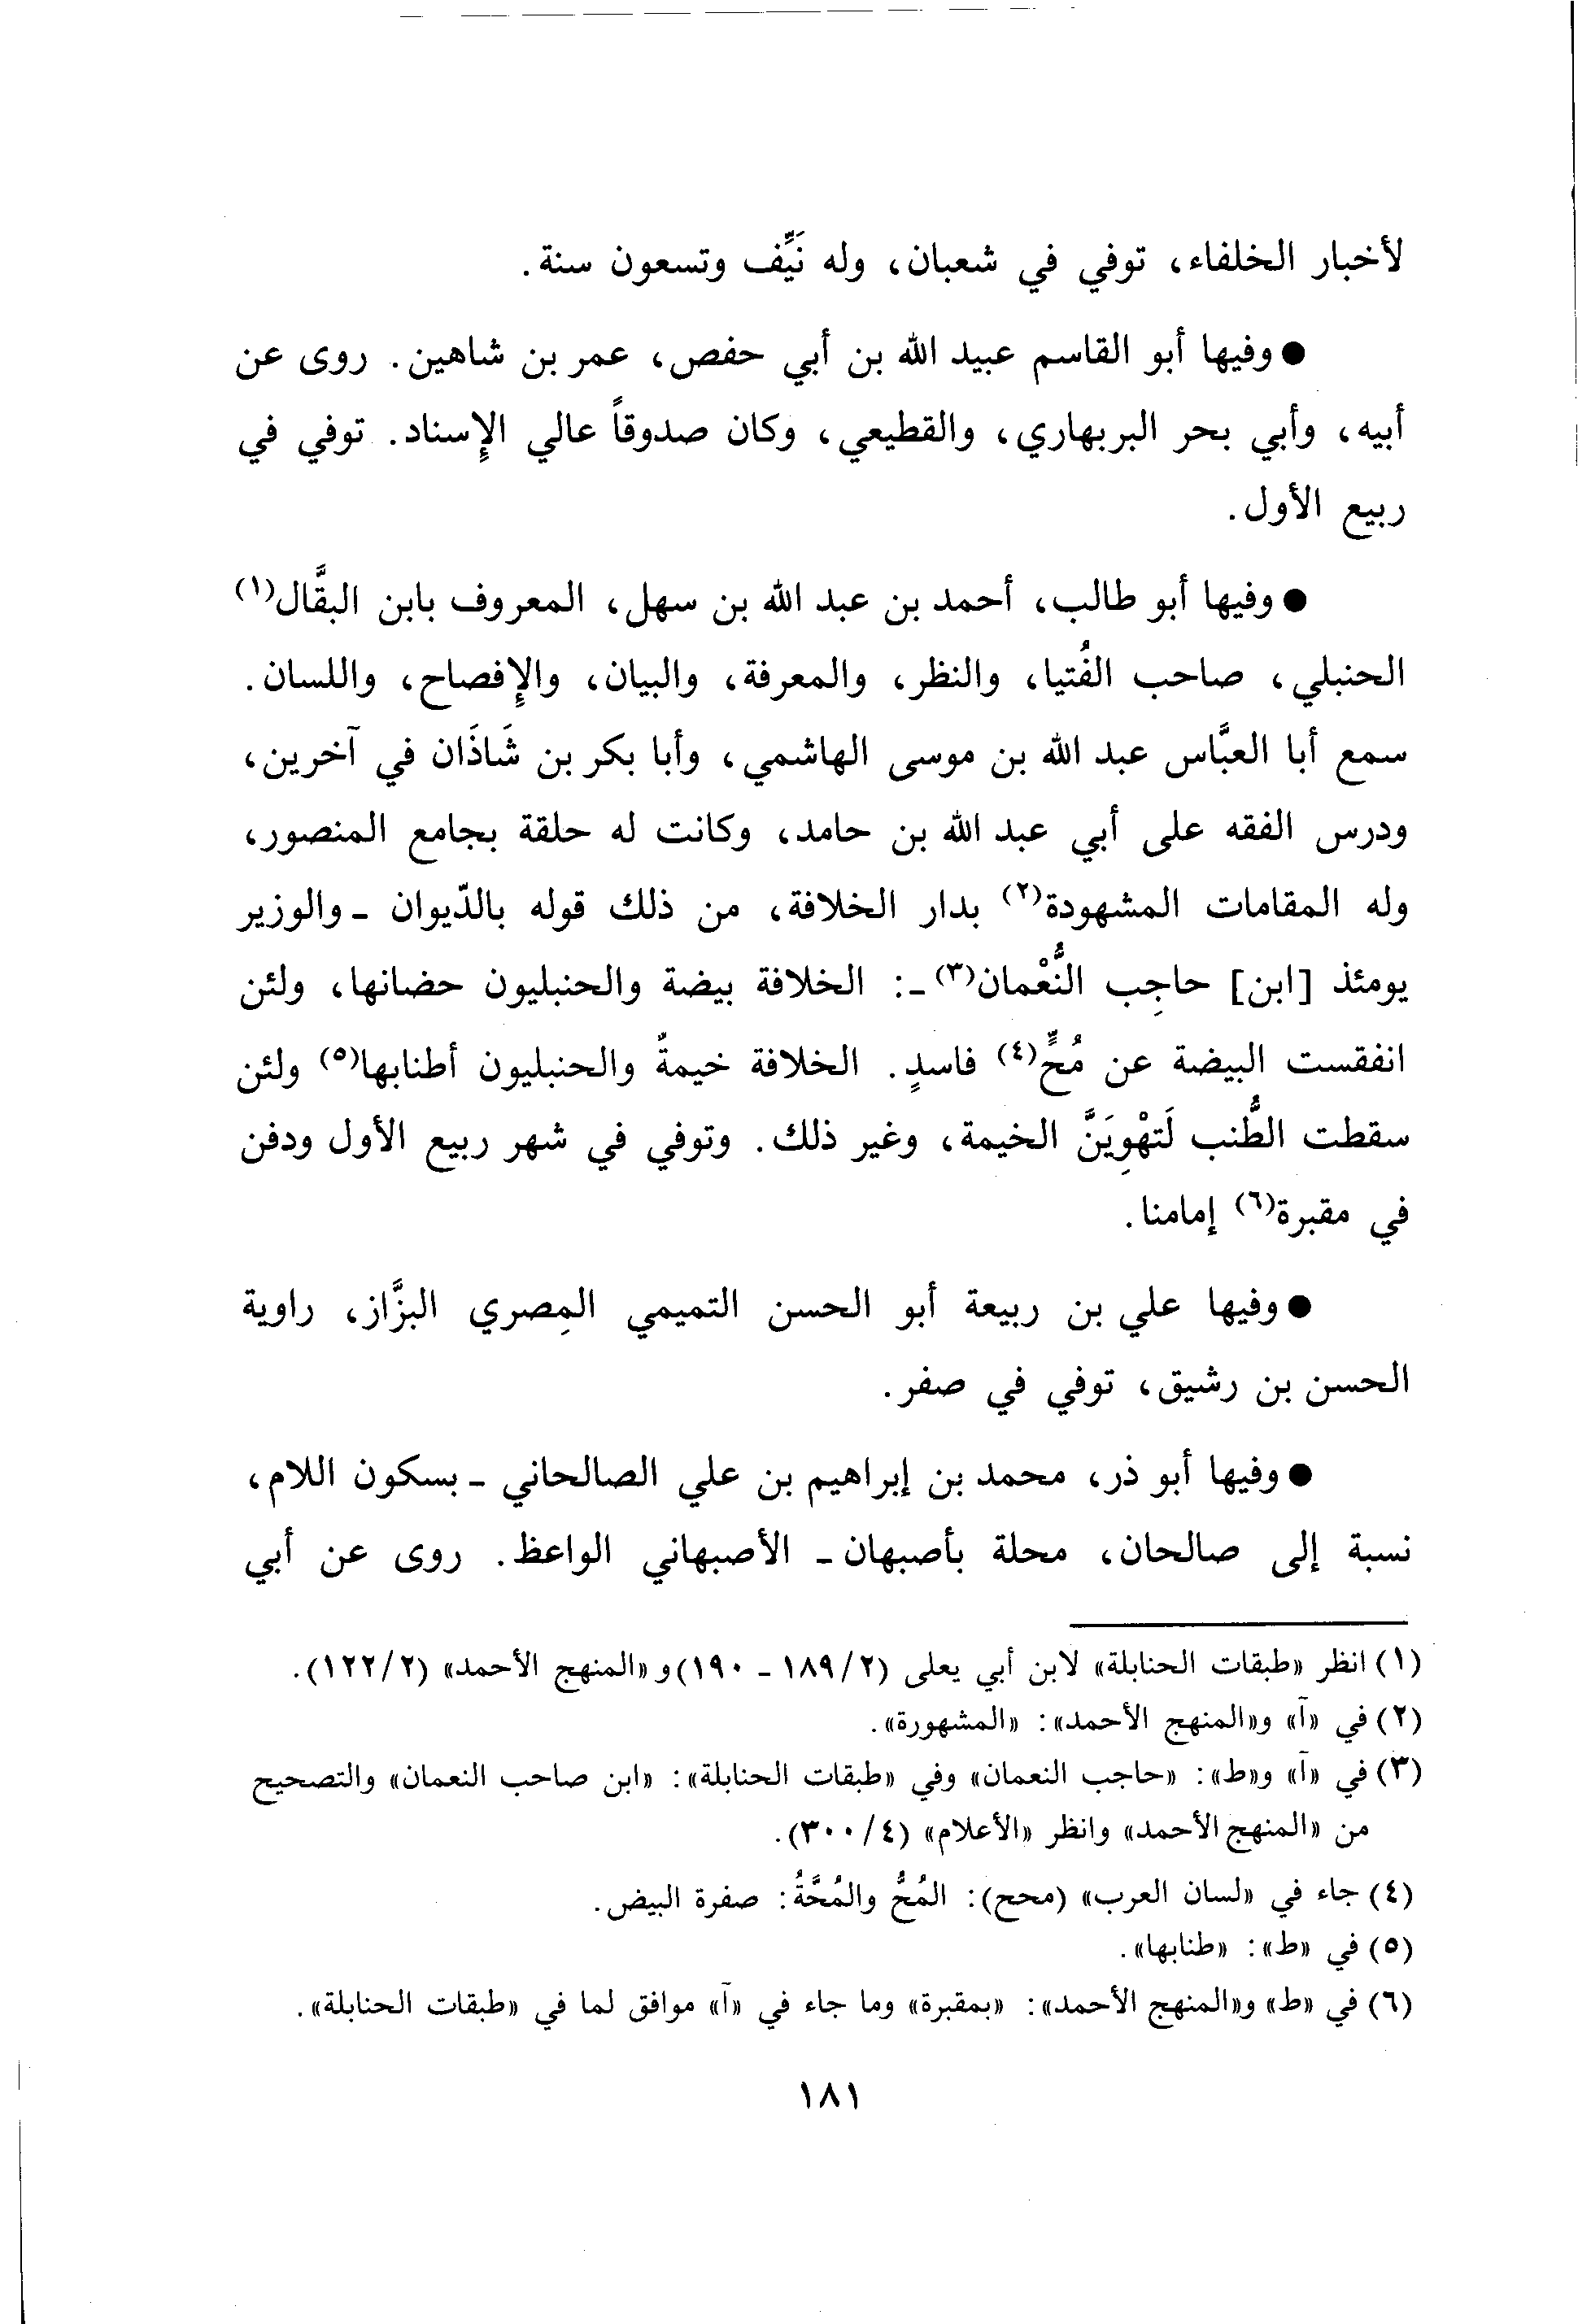 لأخبار الخلفاء، توفي في شعبان، وله نَيِّف وتسعون سنة.
● وفيها أبو القاسم عبيد الله بن أبي حفص، عمر بن شاهين. روى عن
أبيه، وأبي بحر البربهاري، والقطيعي، وكان صدوقاً عالي الإِسناد. توفي في
ربيع الأول.
● وفيها أبو طالب، أحمد بن عبد الله بن سهل، المعروف بابن البقَّال(١)
الحنبلي، صاحب الفُتيا، والنظر، والمعرفة، والبيان، والإِفصاح، واللسان.
سمع أبا العبَّاس عبد الله بن موسى الهاشمي، وأبا بكر بن شَاذَان في آخرين،
ودرس الفقه على أبي عبد الله بن حامد، وكانت له حلقة بجامع المنصور،
وله المقامات المشهودة(٢) بدار الخلافة، من ذلك قوله بالدّيوان ـ والوزير
يومئذ [ابن] حاجِب النُّعْمان(٣) ـ: الخلافة بيضة والحنبليون حضانها، ولئن
انفقست البيضة عن مُحٍّ(٤) فاسدٍ. الخلافة خيمةٌ والحنبليون أطنابها(٥) ولئن
سقطت الطُّنب لَتهْوِيَنَّ الخيمة، وغير ذلك. وتوفي في شهر ربيع الأول ودفن
في مقبرة(٦) إمامنا.
● وفيها علي بن ربيعة أبو الحسن التميمي المِصري البزَّاز، راوية
الحسن بن رشيق، توفي في صفر.
● وفيها أبو ذر، محمد بن إبراهيم بن علي الصالحاني ـ بسكون اللام،
نسبة إلى صالحان، محلة بأصبهان ـ الأصبهاني الواعظ. روى عن أبي
(١) انظر «طبقات الحنابلة» لابن أبي يعلى (٢/ ١٨٩ ـ ١٩٠) و «المنهج الأحمد» (٢/ ١٢٢).
(٢) في «آ» و«المنهج الأحمد»: «المشهورة».
(٣) في «آ» و«ط»: «حاجب النعمان» وفي «طبقات الحنابلة»: «ابن صاحب النعمان» والتصحيح
من «المنهج الأحمد» وانظر «الأعلام» (٤/ ٣٠٠).
(٤) جاء في «لسان العرب» (محح): المُحُّ والمُحَّةُ: صفرة البيض.
(٥) في «ط»: «طنابها».
(٦) في «ط» و«المنهج الأحمد»: «بمقبرة» وما جاء في «آ» موافق لما في «طبقات الحنابلة».
١٨١